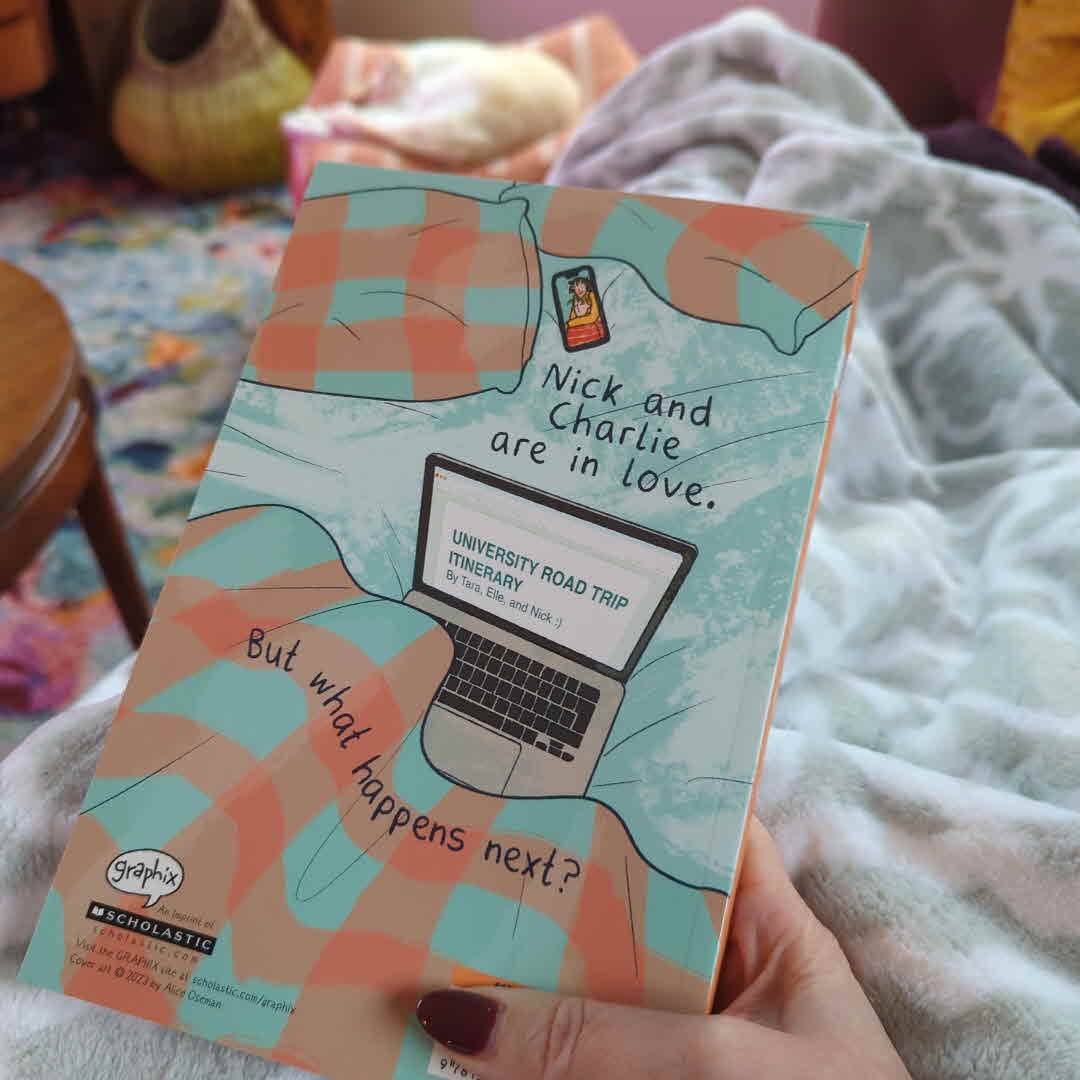 Nick and
Charlie
are in love.
UNIVERSITY ROAD TRIP
ITINERARY
By Tara, Elle, and Nick :)
But what happens next?
graphix
An Imprint of
SCHOLASTIC
scholastic.com
Visit the GRAPHIX site at scholastic.com/graphix
Cover art © 2023 by Alice Oseman